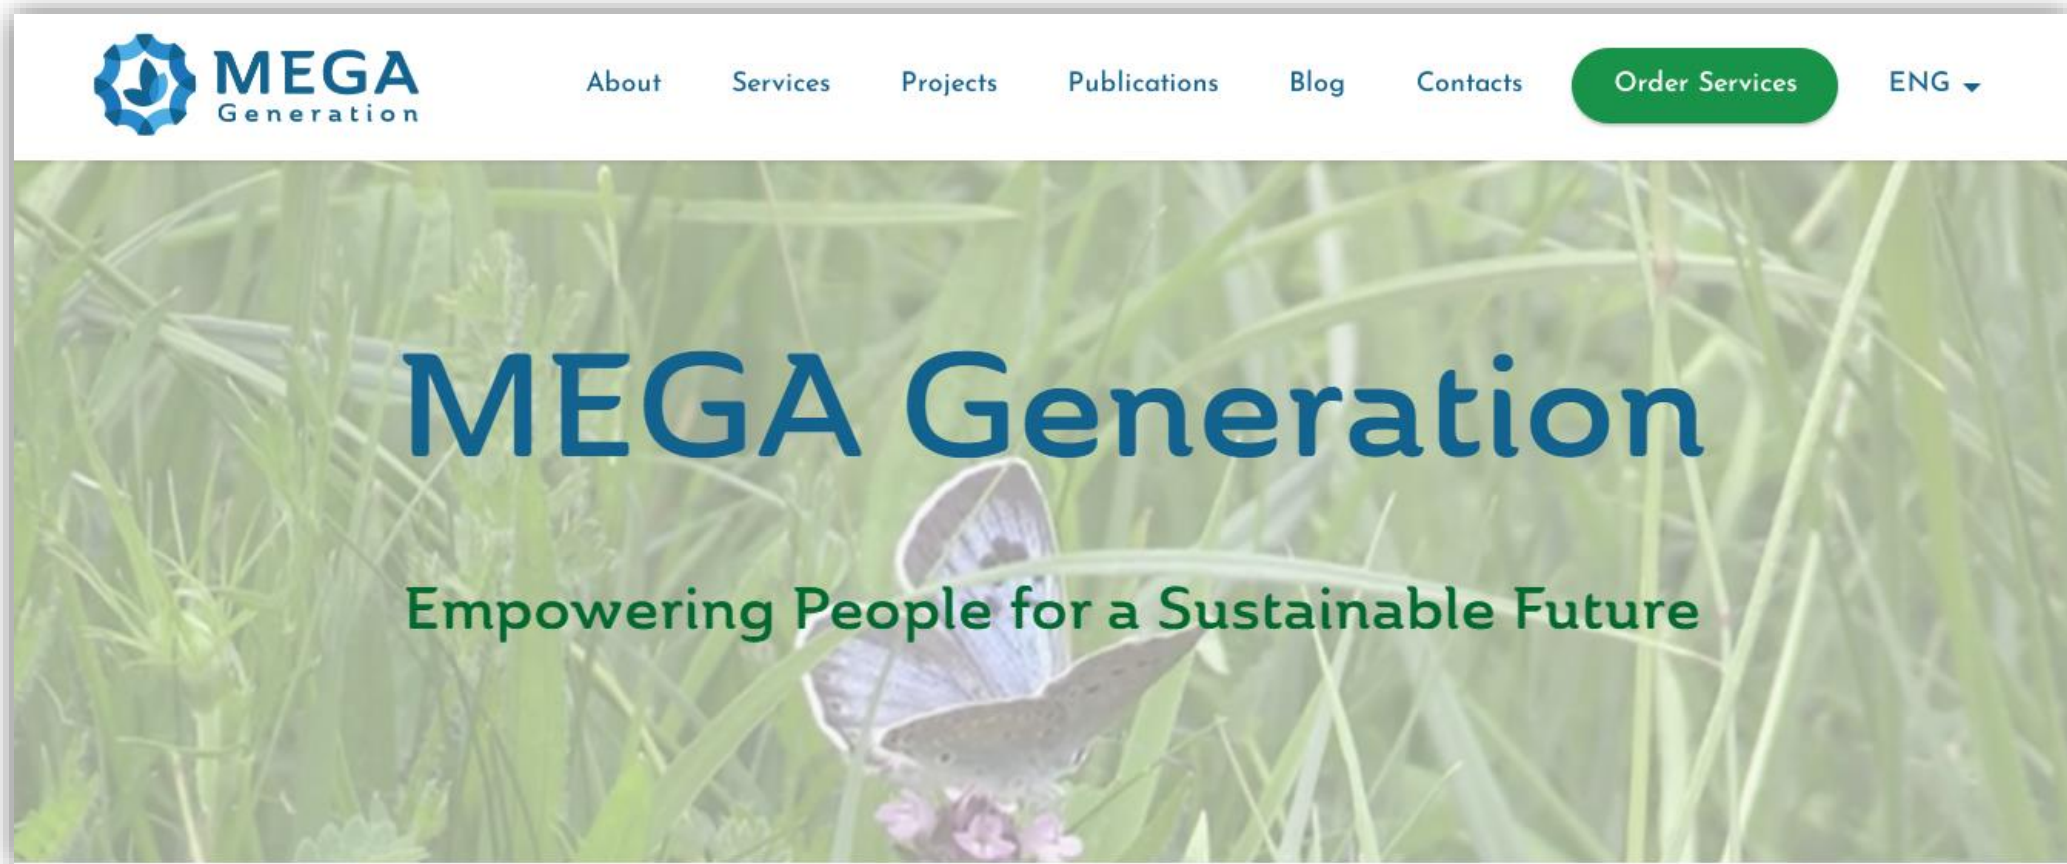 MEGA
Generation
About Services Projects Publications Blog Contacts Order Services ENG
MEGA Generation
Empowering People for a Sustainable Future